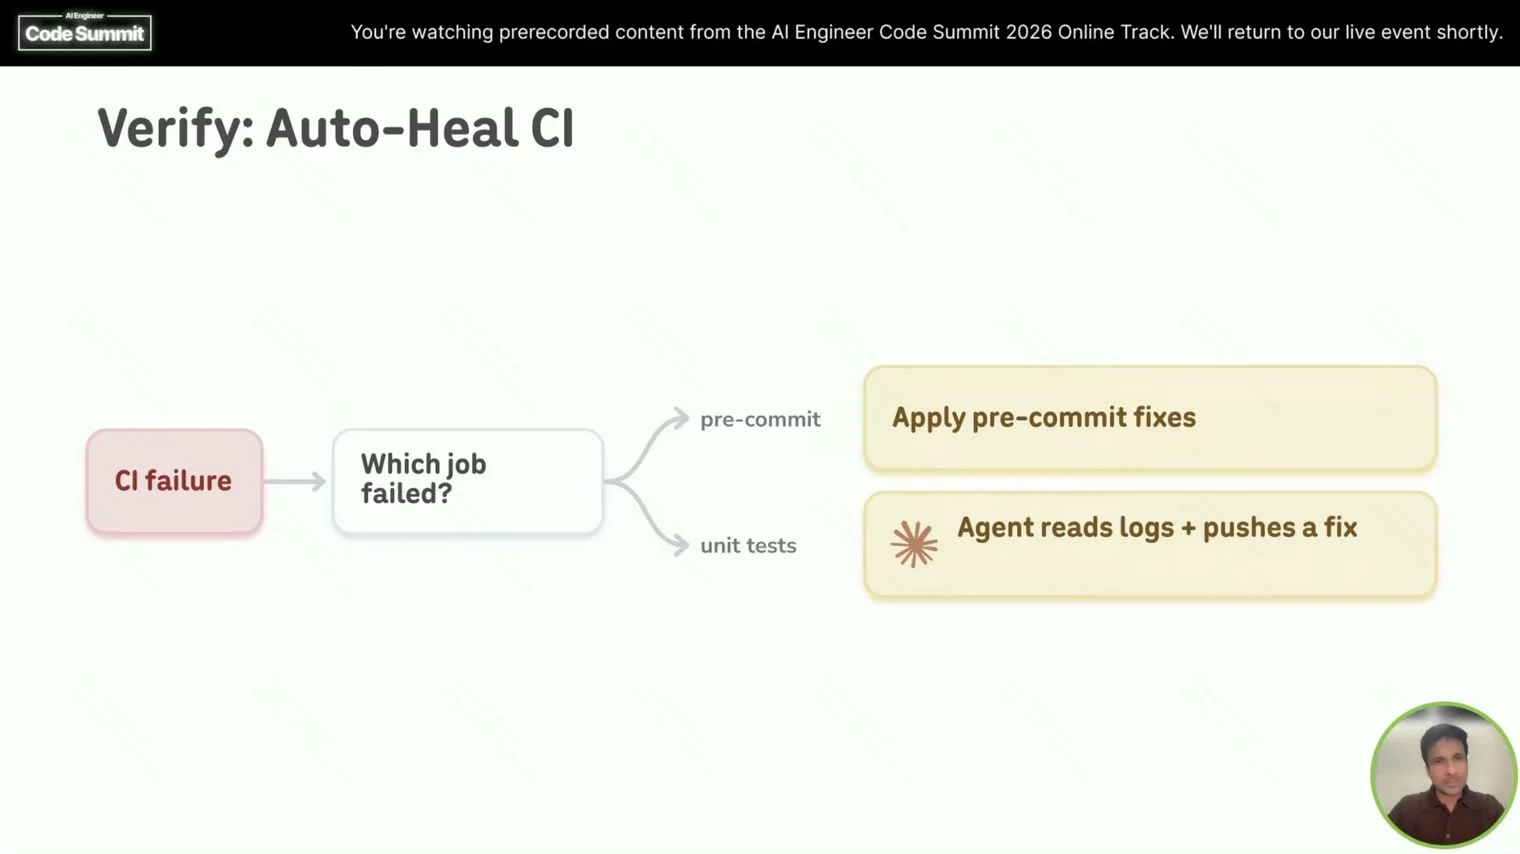 AI Engineer
Code Summit
You're watching prerecorded content from the AI Engineer Code Summit 2026 Online Track. We'll return to our live event shortly.
Verify: Auto-Heal CI
CI failure
Which job
failed?
pre-commit
Apply pre-commit fixes
unit tests
Agent reads logs + pushes a fix